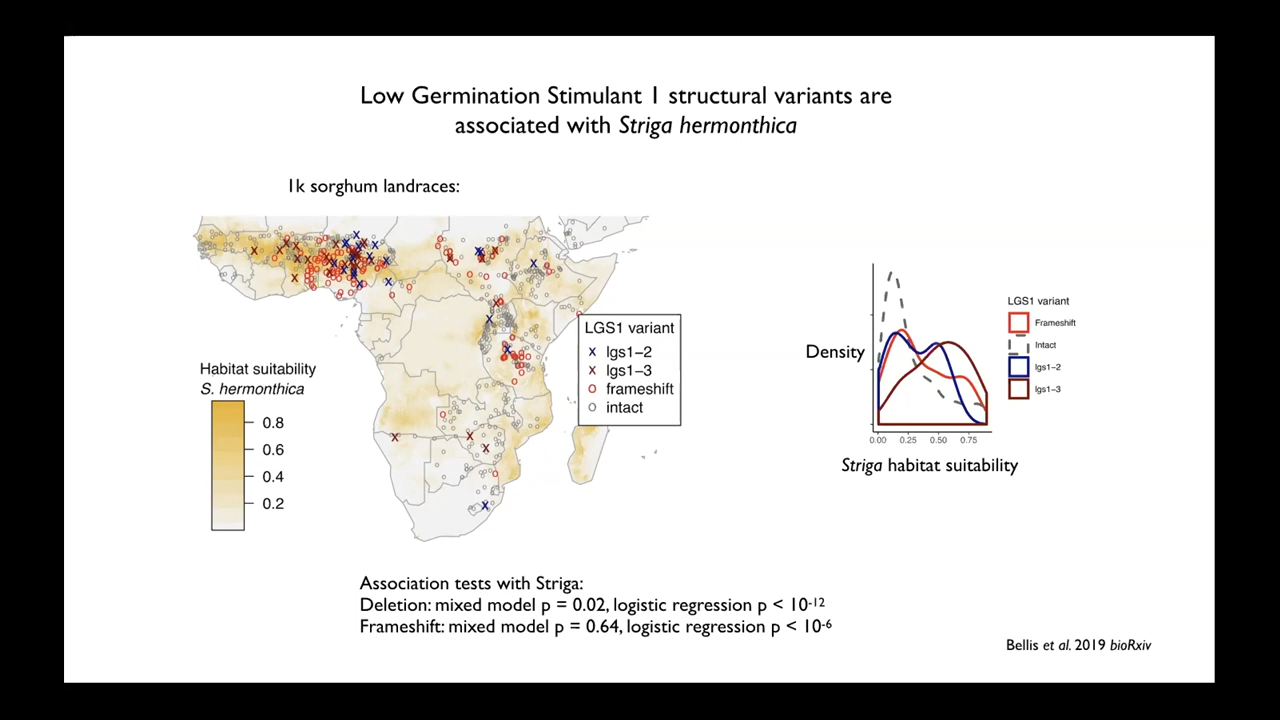 Low Germination Stimulant 1 structural variants are
associated with Striga hermonthica
1k sorghum landraces:
LGS1 variant
x lgs1-2
x lgs1-3
o frameshift
o intact
Habitat suitability
S. hermonthica
0.8
0.6
0.4
0.2
Density
0.00 0.25 0.50 0.75
Striga habitat suitability
LGS1 variant
Frameshift
Intact
lgs1-2
lgs1-3
Association tests with Striga:
Deletion: mixed model p = 0.02, logistic regression p < 10-12
Frameshift: mixed model p = 0.64, logistic regression p < 10-6
Bellis et al. 2019 bioRxiv